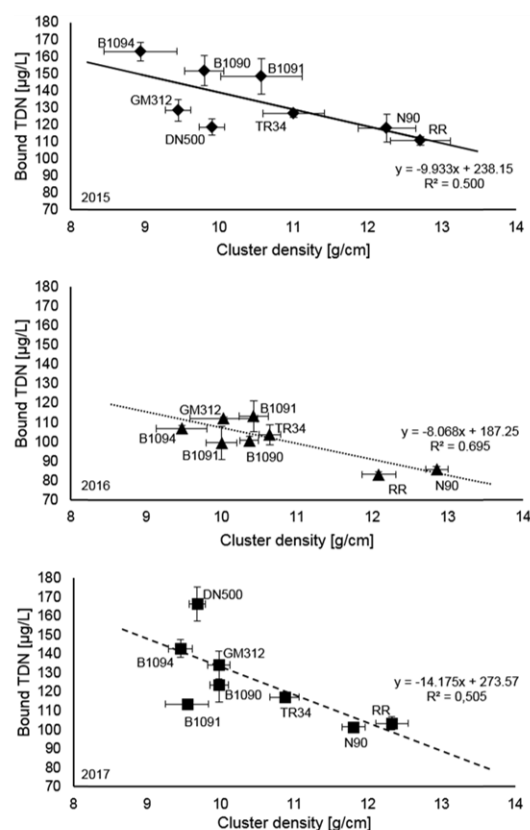 Bound TDN [µg/L]
180
170
160
150
140
130
120
110
100
90
80
70
B1094
B1090
B1091
GM312
DN500
TR34
N90
RR
y = -9.933x + 238.15
R² = 0.500
2015
8 9 10 11 12 13 14
Cluster density [g/cm]
Bound TDN [µg/L]
180
170
160
150
140
130
120
110
100
90
80
70
GM312
B1091
B1094
TR34
B1091
B1090
RR
N90
y = -8.068x + 187.25
R² = 0.695
2016
8 9 10 11 12 13 14
Cluster density [g/cm]
Bound TDN [µg/L]
180
170
160
150
140
130
120
110
100
90
80
70
60
DN500
B1094
GM312
B1090
B1091
TR34
N90
RR
y = -14.175x + 273.57
R² = 0,505
2017
8 9 10 11 12 13 14
Cluster density [g/cm]